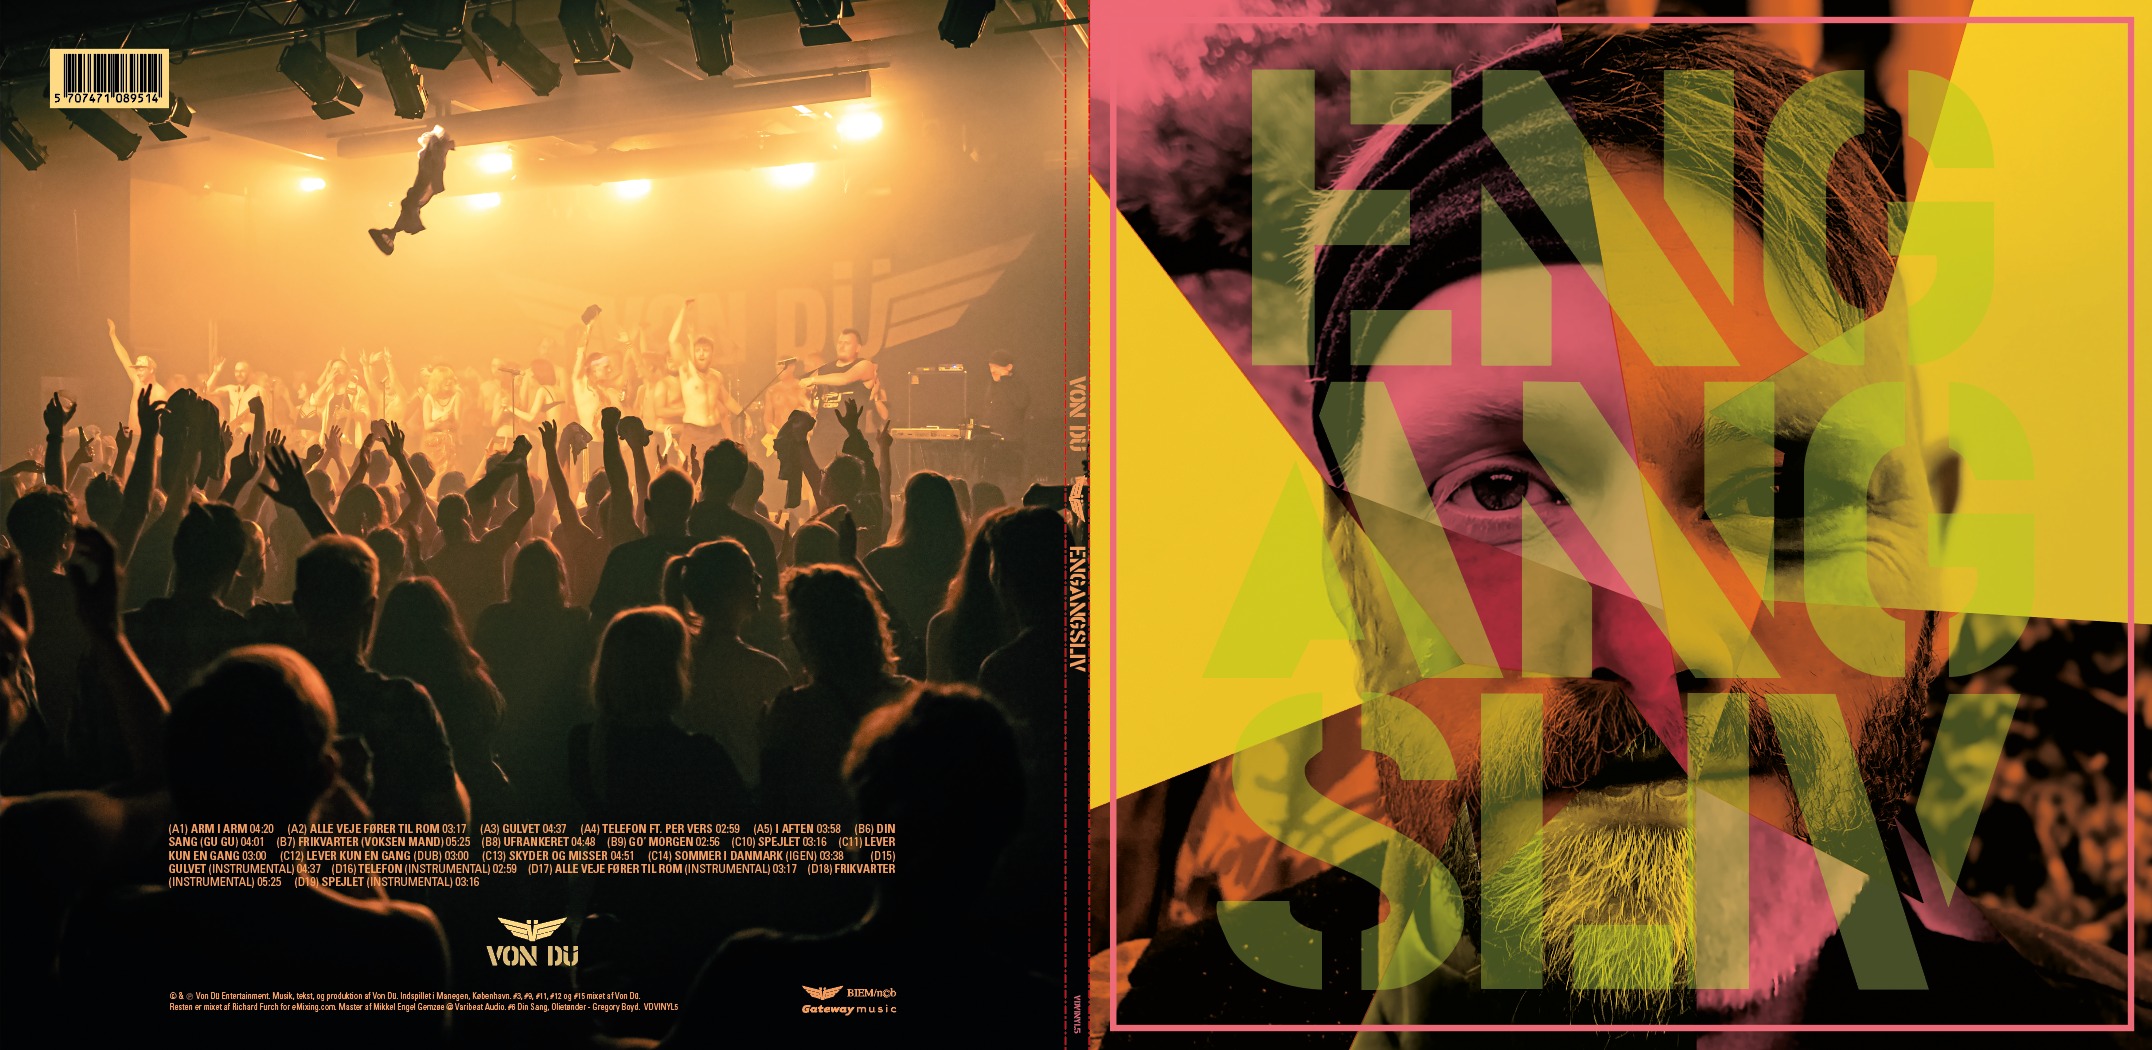 5 707471 089514
VON DÜ
(A1) ARM I ARM 04:20 (A2) ALLE VEJE FØRER TIL ROM 03:17 (A3) GULVET 04:37 (A4) TELEFON FT. PER VERS 02:59 (A5) I AFTEN 03:58 (B6) DIN
SANG (GU GU) 04:01 (B7) FRIKVARTER (VOKSEN MAND) 05:25 (B8) UFRANKERET 04:48 (B9) GO' MORGEN 02:56 (C10) SPEJLET 03:16 (C11) LEVER
KUN EN GANG 03:00 (C12) LEVER KUN EN GANG (DUB) 03:00 (C13) SKYDER OG MISSER 04:51 (C14) SOMMER I DANMARK (IGEN) 03:38 (D15)
GULVET (INSTRUMENTAL) 04:37 (D16) TELEFON (INSTRUMENTAL) 02:59 (D17) ALLE VEJE FØRER TIL ROM (INSTRUMENTAL) 03:17 (D18) FRIKVARTER
(INSTRUMENTAL) 05:25 (D19) SPEJLET (INSTRUMENTAL) 03:16
VON DÜ
© & ℗ Von Dü Entertainment. Musik, tekst, og produktion af Von Dü. Indspillet i Manegen, København. #3, #9, #11, #12 og #15 mixet af Von Dü.
Resten er mixet af Richard Furch for eMixing.com. Master af Mikkel Engel Gemzøe @ Varibeat Audio. #6 Din Sang, Olietønder - Gregory Boyd. VDVINYL5
BIEM/n©b
Gateway music
VON DÜ ENGANGSLIV
VDVINYL5
ENG
ANG
SLIV